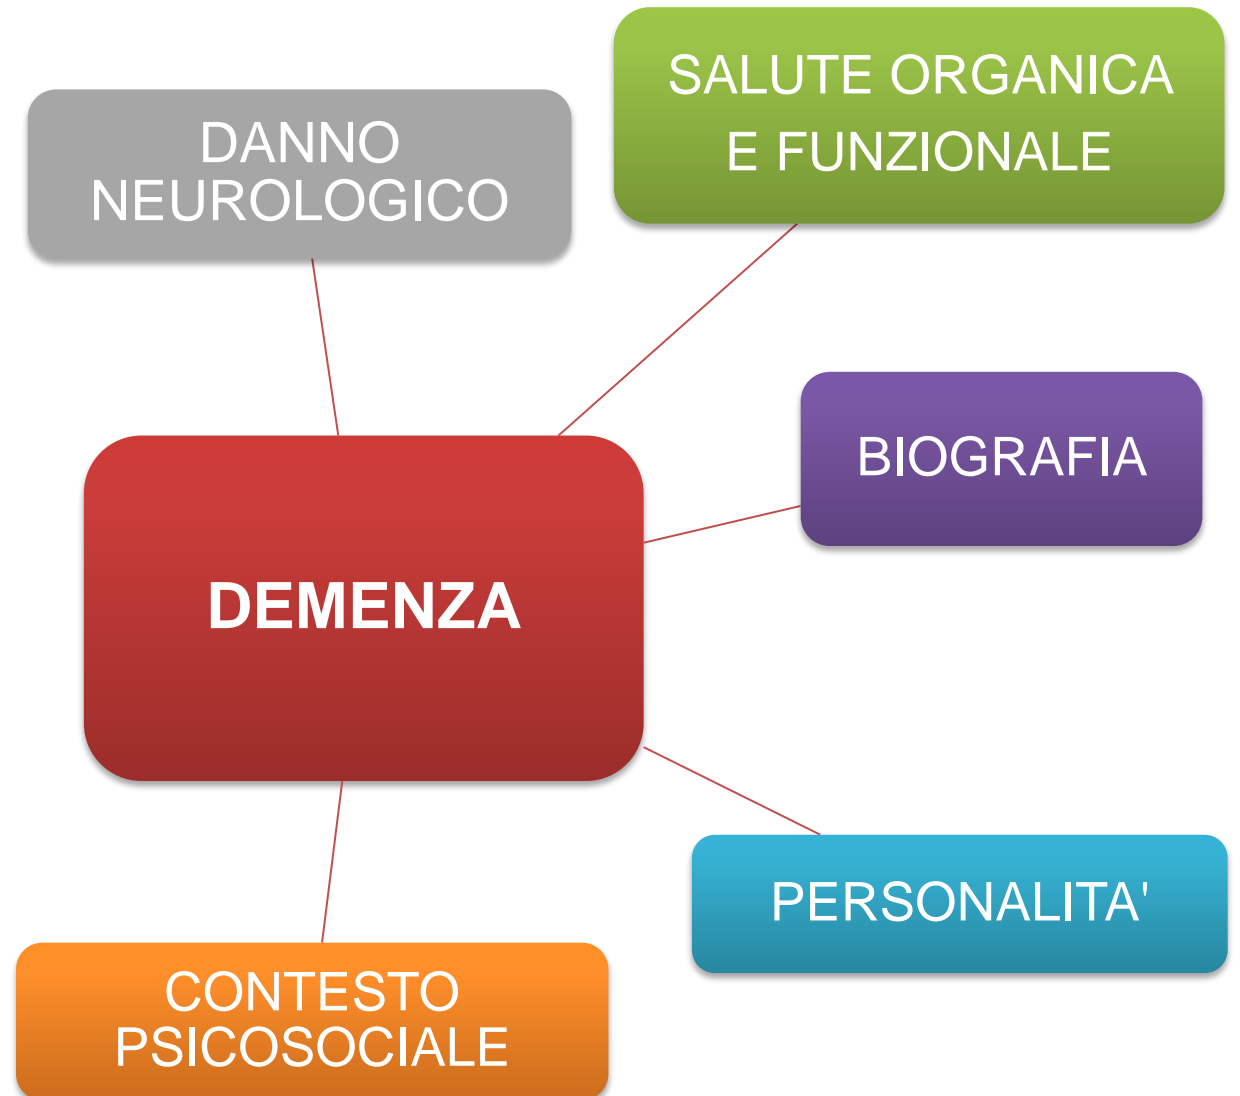 DANNO
NEUROLOGICO
SALUTE ORGANICA
E FUNZIONALE
BIOGRAFIA
DEMENZA
PERSONALITA'
CONTESTO
PSICOSOCIALE